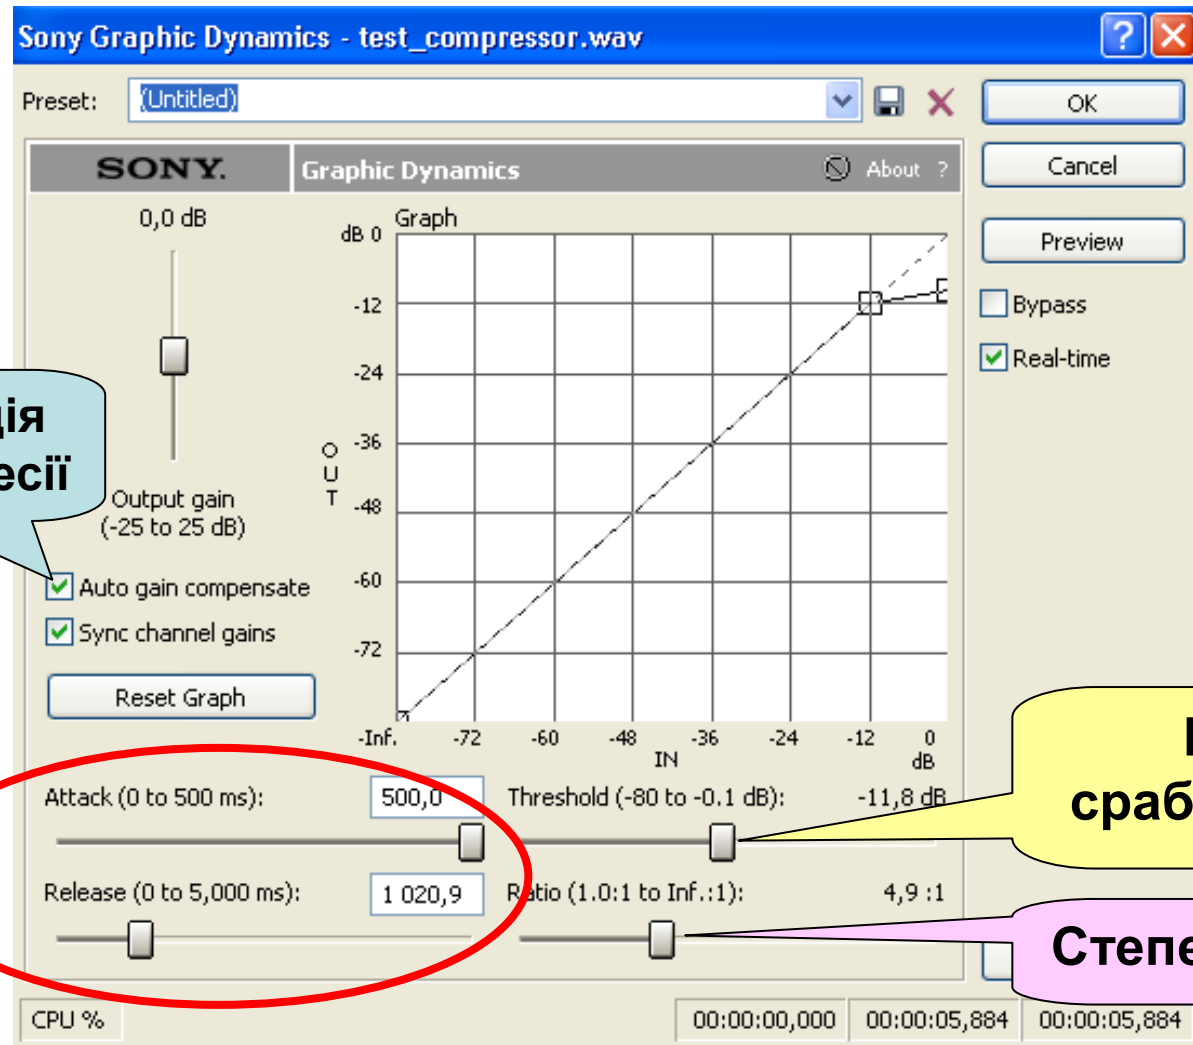 Sony Graphic Dynamics - test_compressor.wav
Preset: (Untitled)
OK
SONY. Graphic Dynamics About ?
Cancel
0,0 dB
Graph
dB 0
Preview
-12
Bypass
-24
Real-time
-36
OUT
-48
Output gain
(-25 to 25 dB)
-60
Auto gain compensate
Sync channel gains
-72
Reset Graph
-Inf. -72 -60 -48 -36 -24 -12 0
IN dB
Attack (0 to 500 ms): 500,0 Threshold (-80 to -0.1 dB): -11,8 dB
Release (0 to 5,000 ms): 1 020,9 Ratio (1.0:1 to Inf.:1): 4,9 :1
CPU % 00:00:00,000 00:00:05,884 00:00:05,884